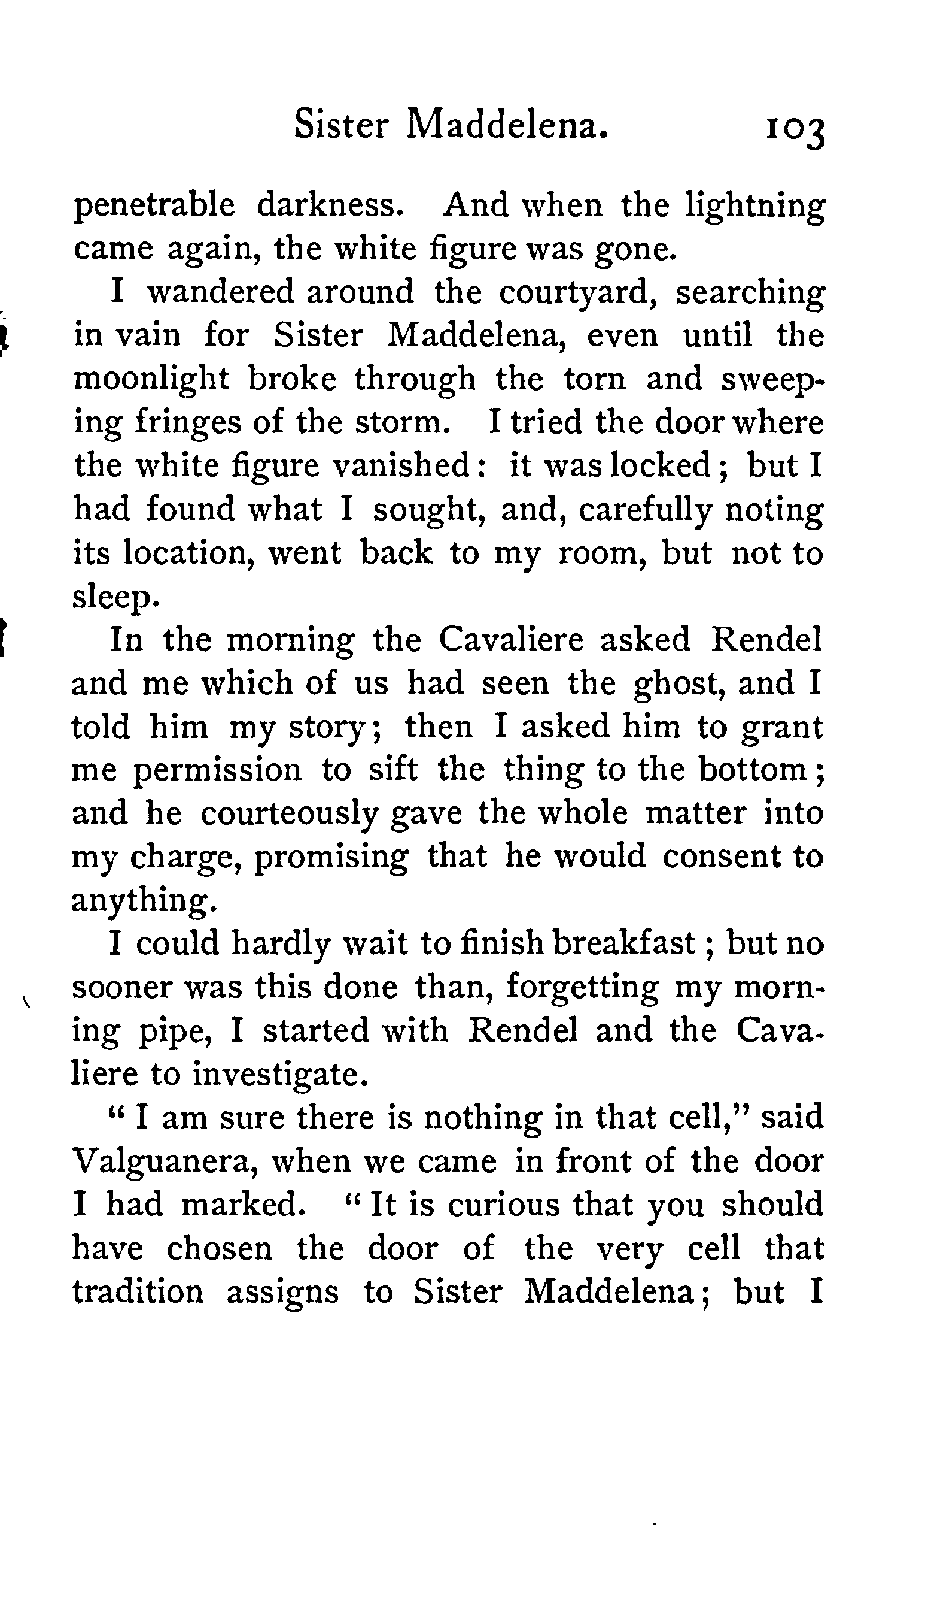 Sister Maddelena. 103
penetrable darkness. And when the lightning
came again, the white figure was gone.
I wandered around the courtyard, searching
in vain for Sister Maddelena, even until the
moonlight broke through the torn and sweep-
ing fringes of the storm. I tried the door where
the white figure vanished: it was locked; but I
had found what I sought, and, carefully noting
its location, went back to my room, but not to
sleep.
In the morning the Cavaliere asked Rendel
and me which of us had seen the ghost, and I
told him my story; then I asked him to grant
me permission to sift the thing to the bottom;
and he courteously gave the whole matter into
my charge, promising that he would consent to
anything.
I could hardly wait to finish breakfast; but no
sooner was this done than, forgetting my morn-
ing pipe, I started with Rendel and the Cava-
liere to investigate.
"I am sure there is nothing in that cell," said
Valguanera, when we came in front of the door
I had marked. "It is curious that you should
have chosen the door of the very cell that
tradition assigns to Sister Maddelena; but I